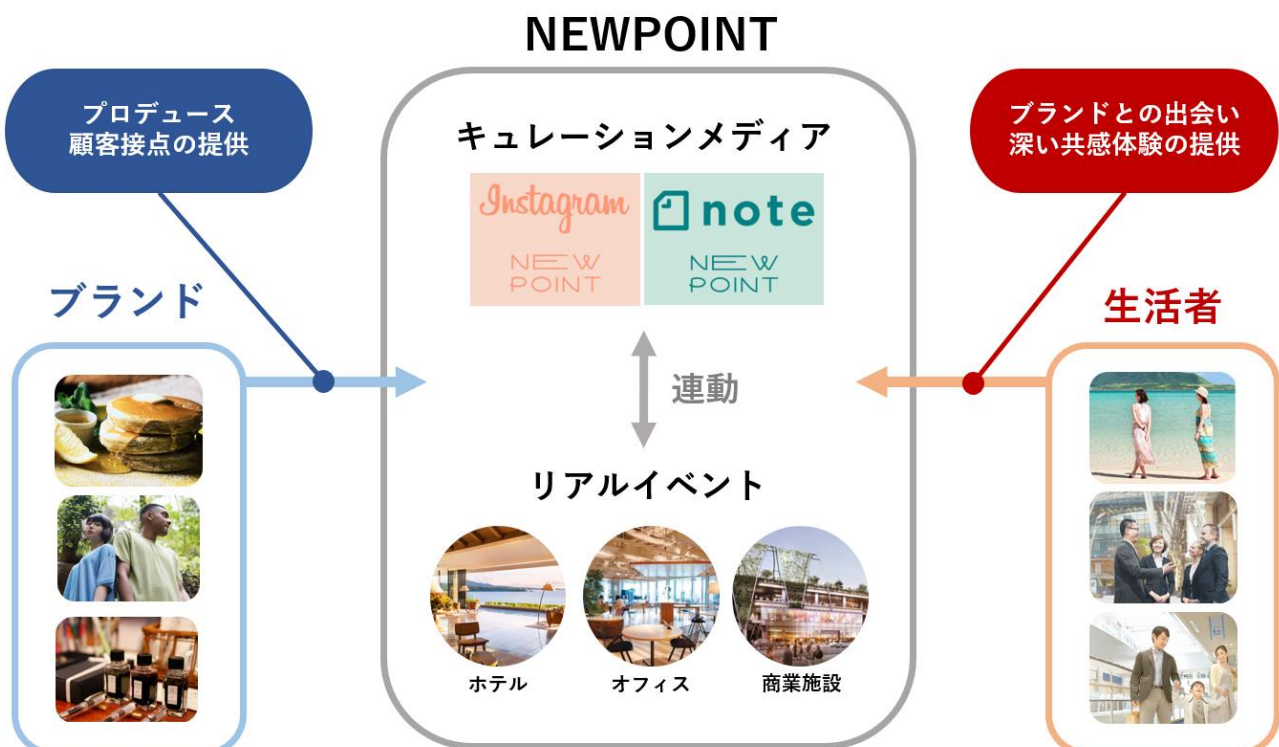 NEWPOINT
プロデュース
顧客接点の提供
ブランドとの出会い
深い共感体験の提供
キュレーションメディア
Instagram
NEW
POINT
note
NEW
POINT
ブランド
生活者
連動
リアルイベント
ホテル
オフィス
商業施設